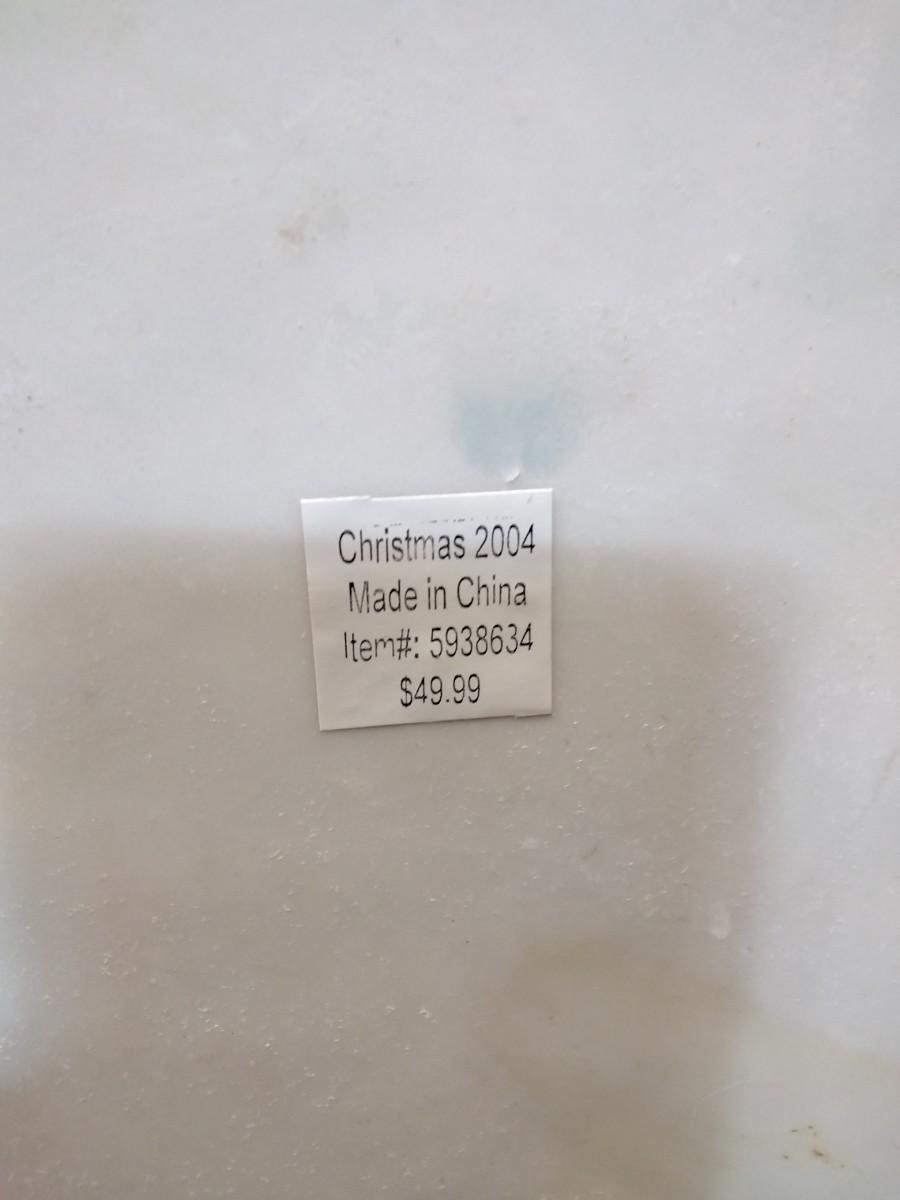 Christmas 2004
Made in China
Item#: 5938634
$49.99